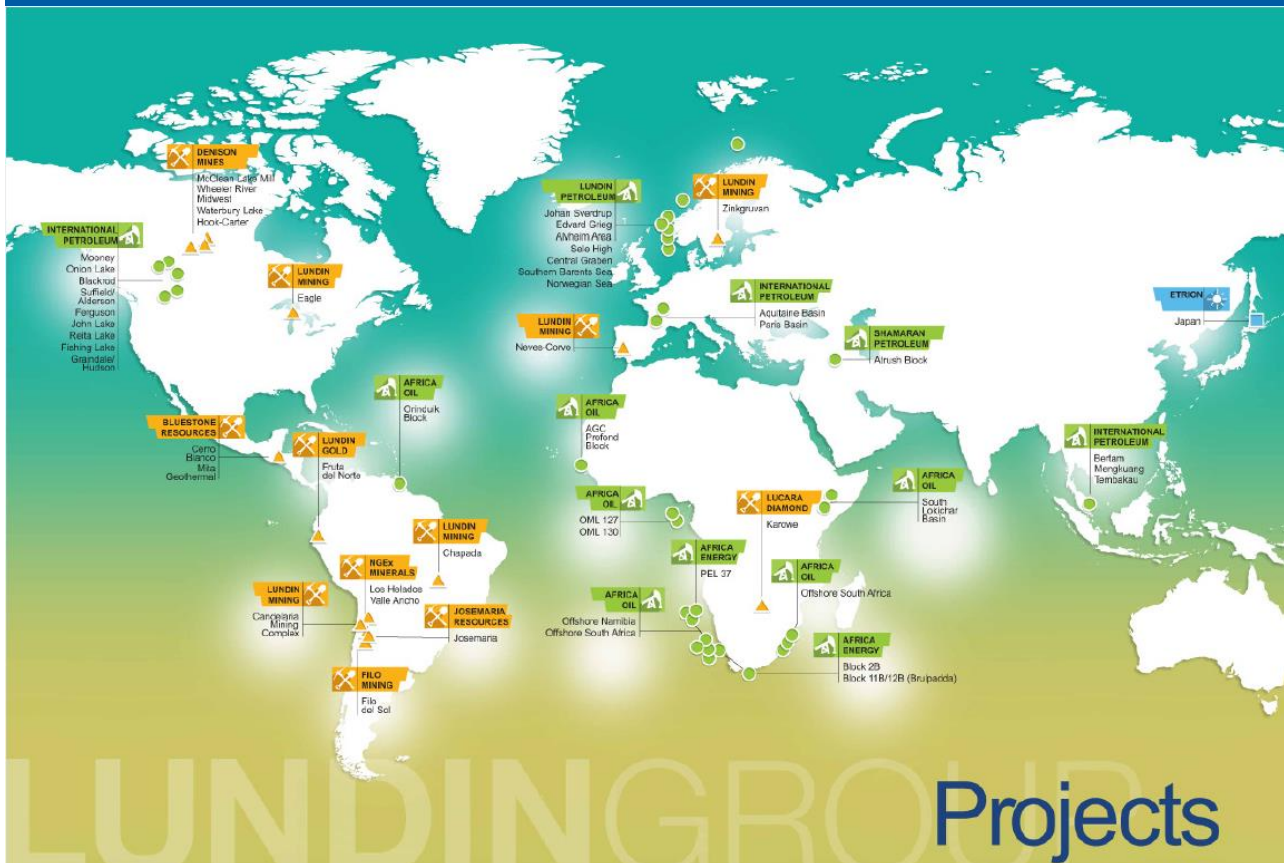 DENISON
MINES
McClean Lake Mill
Wheeler River
Midwest
Waterbury Lake
Hook-Carter
INTERNATIONAL
PETROLEUM
Mooney
Onion Lake
Blackrod
Suffield/
Alderson
Ferguson
John Lake
Reita Lake
Fishing Lake
Graindale/
Hudson
LUNDIN
MINING
Eagle
LUNDIN
PETROLEUM
Johan Sverdrup
Edvard Grieg
Alvheim Area
Sele High
Central Graben
Southern Barents Sea
Norwegian Sea
LUNDIN
MINING
Zinkgruvan
INTERNATIONAL
PETROLEUM
Aquitaine Basin
Paris Basin
LUNDIN
MINING
Neves-Corvo
SHAMARAN
PETROLEUM
Atrush Block
ETRION
Japan
AFRICA
OIL
Orinduik
Block
AFRICA
OIL
AGC
Profond
Block
BLUESTONE
RESOURCES
Cerro
Blanco
Mita
Geothermal
LUNDIN
GOLD
Fruta
del Norte
INTERNATIONAL
PETROLEUM
Bertam
Mengkuang
Tembakau
AFRICA
OIL
OML 127
OML 130
LUCARA
DIAMOND
Karowe
AFRICA
OIL
South
Lokichar
Basin
LUNDIN
MINING
Chapada
AFRICA
ENERGY
PEL 37
NGEx
MINERALS
Los Helados
Valle Ancho
AFRICA
OIL
Offshore South Africa
LUNDIN
MINING
Candelaria
Mining
Complex
JOSEMARIA
RESOURCES
Josemaria
AFRICA
OIL
Offshore Namibia
Offshore South Africa
AFRICA
ENERGY
Block 2B
Block 11B/12B (Brulpadda)
FILO
MINING
Filo
del Sol
LUNDINGROUP
Projects